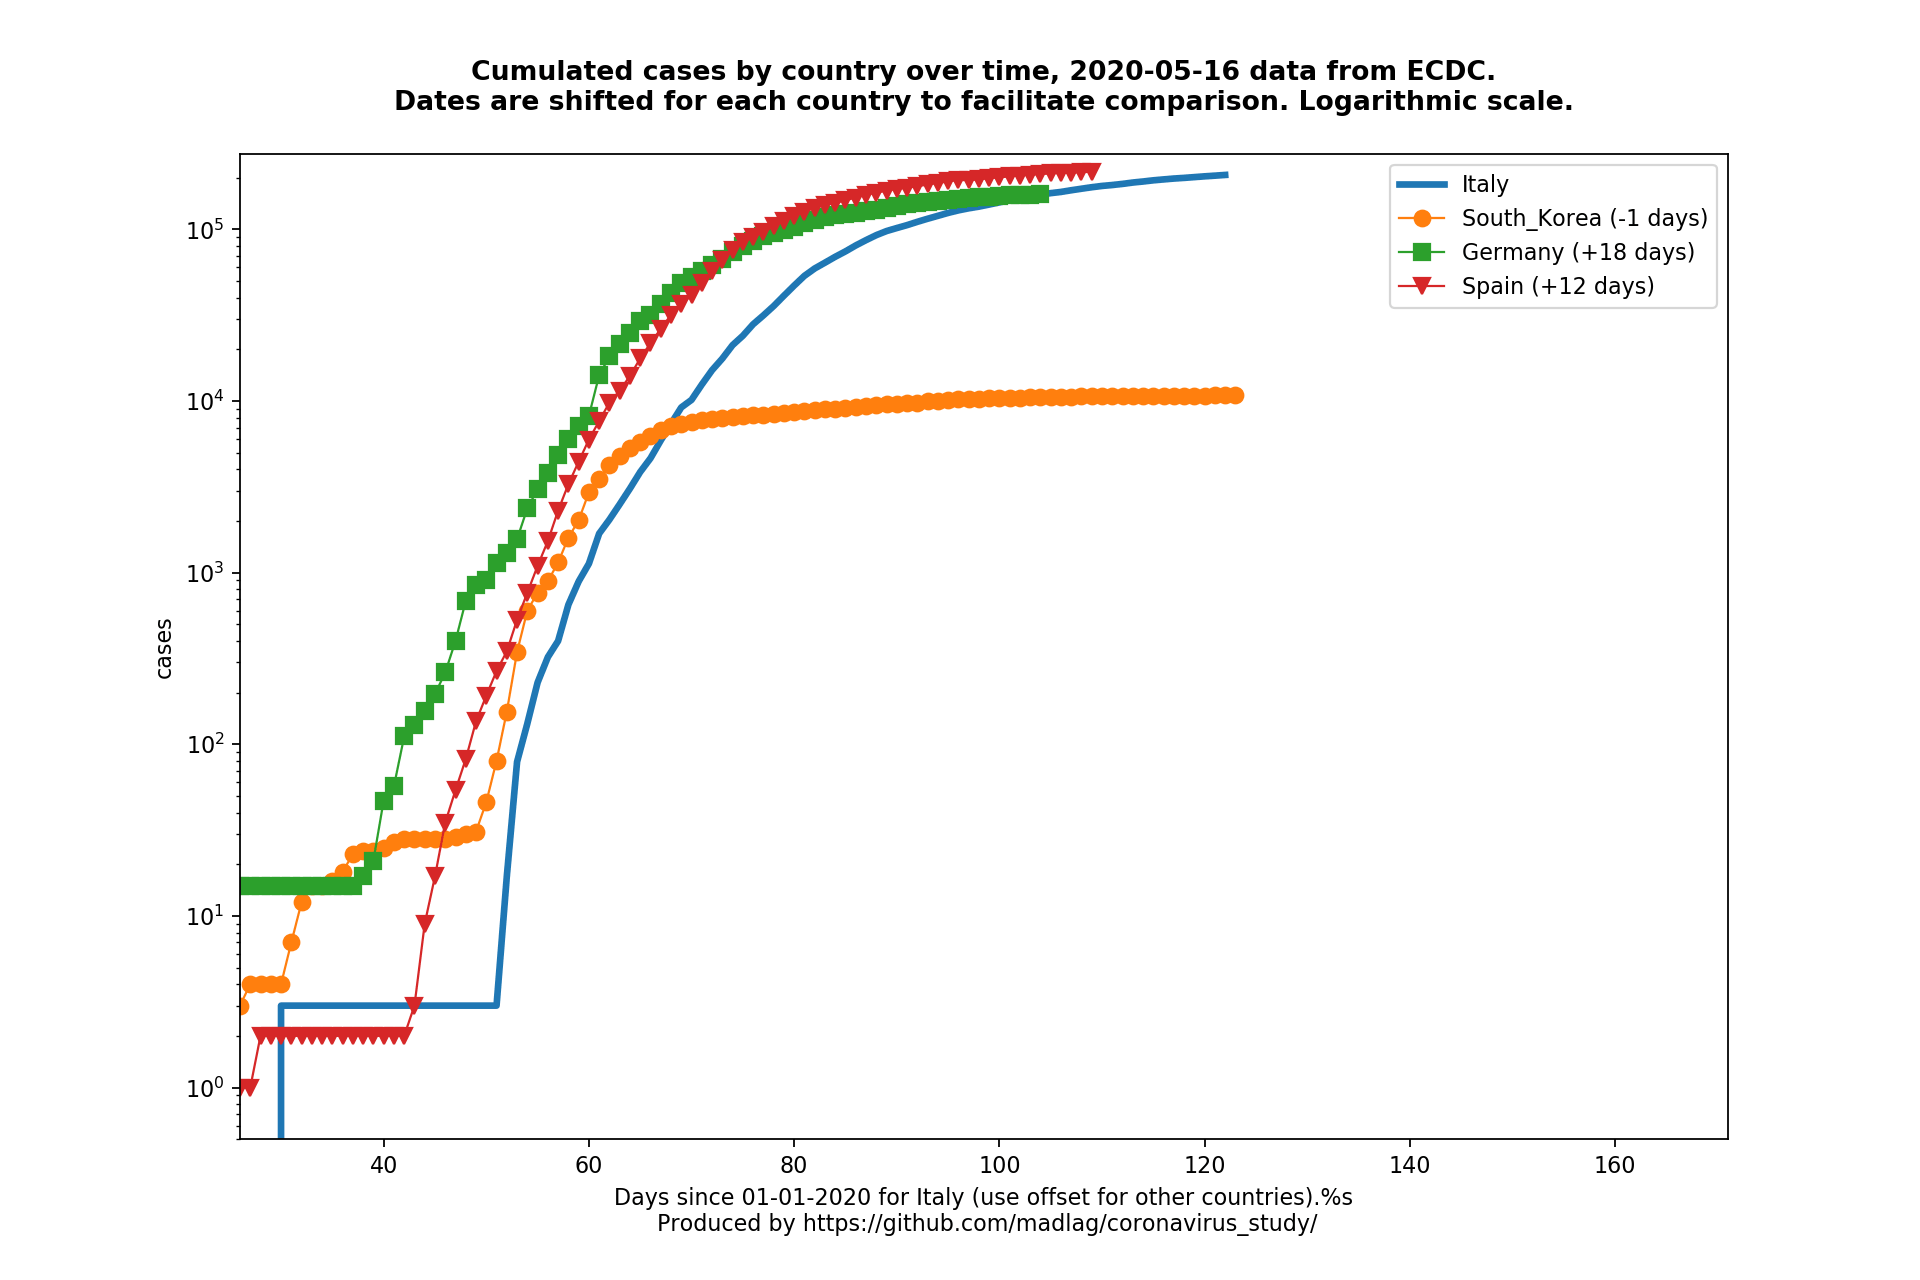 Cumulated cases by country over time, 2020-05-16 data from ECDC.
Dates are shifted for each country to facilitate comparison. Logarithmic scale.
Italy
South_Korea (-1 days)
Germany (+18 days)
Spain (+12 days)
cases
10^5
10^4
10^3
10^2
10^1
10^0
40 60 80 100 120 140 160
Days since 01-01-2020 for Italy (use offset for other countries).%s
Produced by https://github.com/madlag/coronavirus_study/